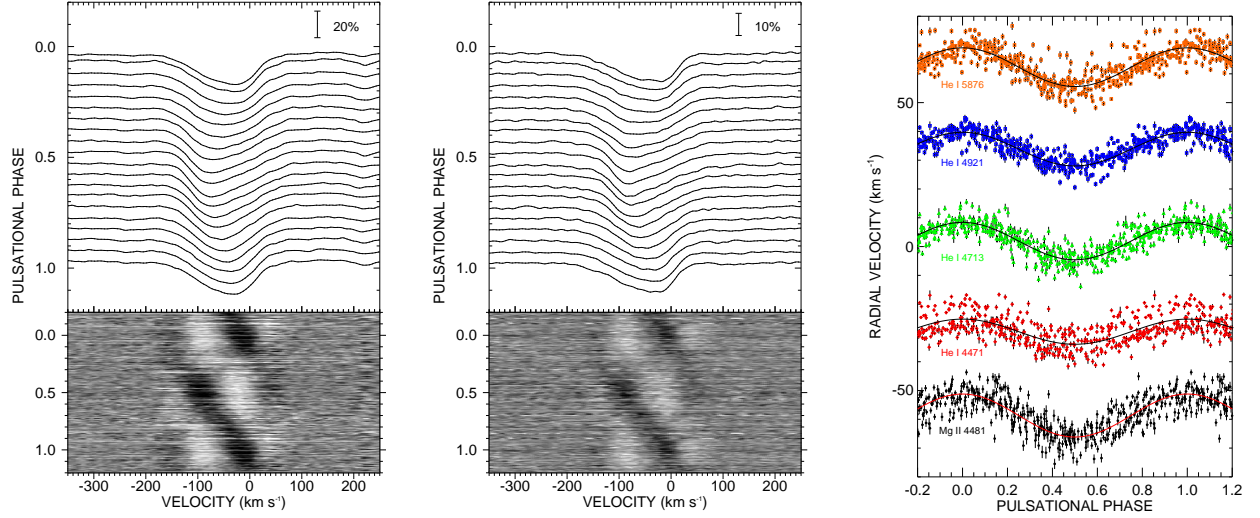 20%
0.0
0.5
1.0
PULSATIONAL PHASE
0.0
0.5
1.0
-300 -200 -100 0 100 200
VELOCITY (km s⁻¹)
10%
0.0
0.5
1.0
PULSATIONAL PHASE
0.0
0.5
1.0
-300 -200 -100 0 100 200
VELOCITY (km s⁻¹)
RADIAL VELOCITY (km s⁻¹)
50
0
-50
He I 5876
He I 4921
He I 4713
He I 4471
Mg II 4481
-0.2 0.0 0.2 0.4 0.6 0.8 1.0 1.2
PULSATIONAL PHASE